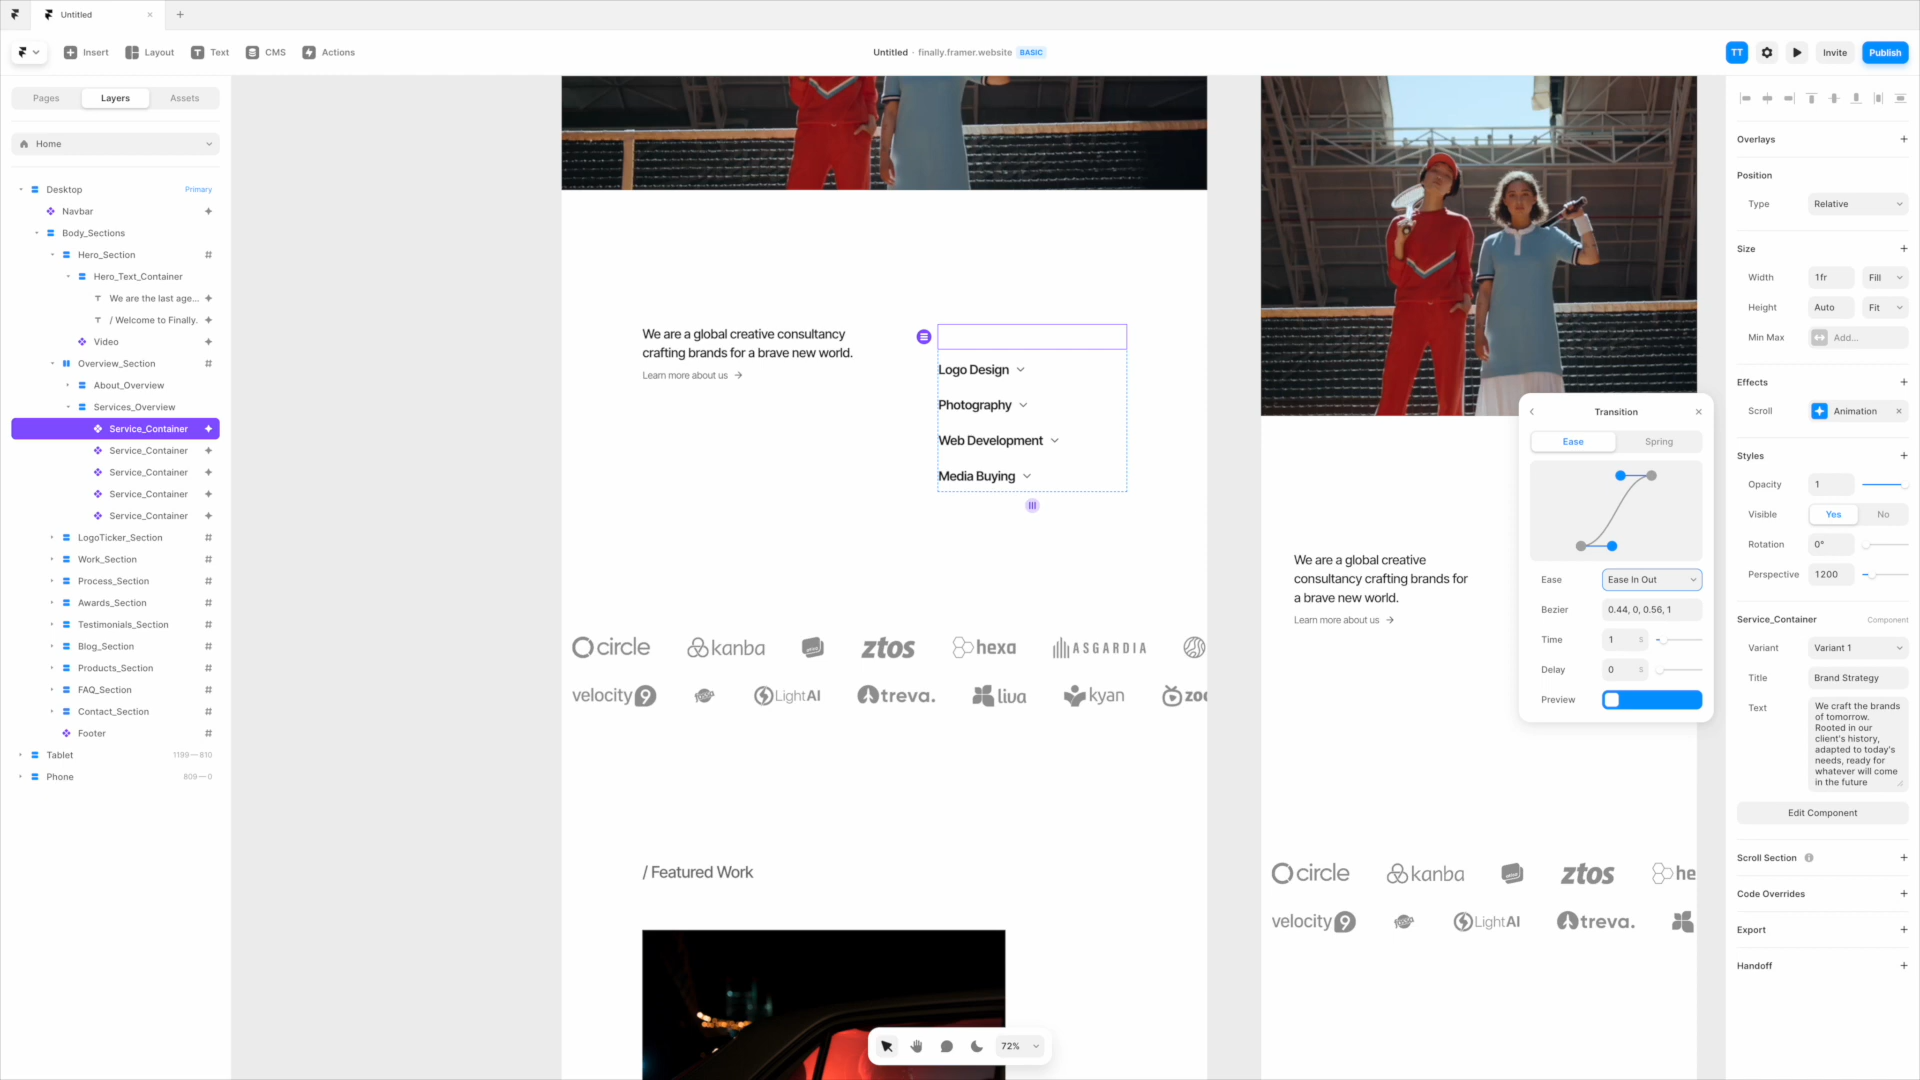 Untitled
Insert
Layout
Text
CMS
Actions
Untitled · finally.framer.website BASIC
TT
Invite
Publish
Pages
Layers
Assets
Home
Desktop
Primary
Navbar
Body_Sections
Hero_Section
Hero_Text_Container
We are the last age...
/ Welcome to Finally.
Video
Overview_Section
About_Overview
Services_Overview
Service_Container
Service_Container
Service_Container
Service_Container
Service_Container
LogoTicker_Section
Work_Section
Process_Section
Awards_Section
Testimonials_Section
Blog_Section
Products_Section
FAQ_Section
Contact_Section
Footer
Tablet
1199—810
Phone
809—0
We are a global creative consultancy
crafting brands for a brave new world.
Learn more about us
Logo Design
Photography
Web Development
Media Buying
circle
kanba
ztos
hexa
ASGARDIA
velocity9
LightAI
treva.
liva
kyan
zoo
/ Featured Work
72%
We are a global creative
consultancy crafting brands for
a brave new world.
Learn more about us
circle
kanba
ztos
he
velocity9
LightAI
treva.
Transition
Ease
Spring
Ease
Ease In Out
Bezier
0.44, 0, 0.56, 1
Time
1
s
Delay
0
s
Preview
Overlays
Position
Type
Relative
Size
Width
1fr
Fill
Height
Auto
Fit
Min Max
Add...
Effects
Scroll
Animation
Styles
Opacity
1
Visible
Yes
No
Rotation
0°
Perspective
1200
Service_Container
Component
Variant
Variant 1
Title
Brand Strategy
Text
We craft the brands
of tomorrow.
Rooted in our
client's history,
adapted to today's
needs, ready for
whatever will come
in the future
Edit Component
Scroll Section
Code Overrides
Export
Handoff